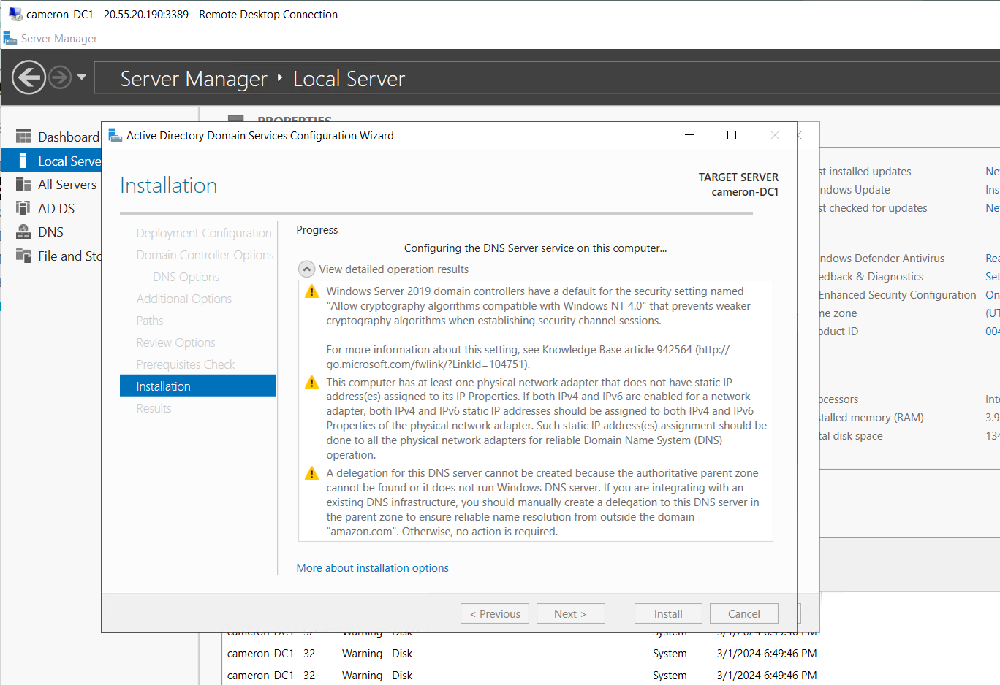 cameron-DC1 - 20.55.20.190:3389 - Remote Desktop Connection
Server Manager
Server Manager ‣ Local Server
PROPERTIES
Dashboard
Local Serve
All Servers
AD DS
DNS
File and Sto
Active Directory Domain Services Configuration Wizard
Installation
TARGET SERVER
cameron-DC1
Deployment Configuration
Domain Controller Options
DNS Options
Additional Options
Paths
Review Options
Prerequisites Check
Installation
Results
Progress
Configuring the DNS Server service on this computer...
View detailed operation results
Windows Server 2019 domain controllers have a default for the security setting named
"Allow cryptography algorithms compatible with Windows NT 4.0" that prevents weaker
cryptography algorithms when establishing security channel sessions.
For more information about this setting, see Knowledge Base article 942564 (http://
go.microsoft.com/fwlink/?LinkId=104751).
This computer has at least one physical network adapter that does not have static IP
address(es) assigned to its IP Properties. If both IPv4 and IPv6 are enabled for a network
adapter, both IPv4 and IPv6 static IP addresses should be assigned to both IPv4 and IPv6
Properties of the physical network adapter. Such static IP address(es) assignment should be
done to all the physical network adapters for reliable Domain Name System (DNS)
operation.
A delegation for this DNS server cannot be created because the authoritative parent zone
cannot be found or it does not run Windows DNS server. If you are integrating with an
existing DNS infrastructure, you should manually create a delegation to this DNS server in
the parent zone to ensure reliable name resolution from outside the domain
"amazon.com". Otherwise, no action is required.
More about installation options
< Previous
Next >
Install
Cancel
st installed updates Ne
ndows Update Ins
st checked for updates Ne
ndows Defender Antivirus Rea
edback & Diagnostics Set
Enhanced Security Configuration On
me zone (UT
oduct ID 004
ocessors Inte
stalled memory (RAM) 3.9
tal disk space 134
cameron-DC1 32 Warning Disk System 3/1/2024 6:49:46 PM
cameron-DC1 32 Warning Disk System 3/1/2024 6:49:46 PM
cameron-DC1 32 Warning Disk System 3/1/2024 6:49:46 PM